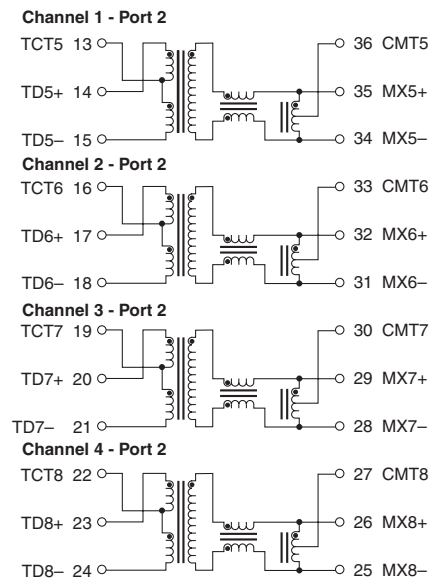 Channel 1 - Port 2
TCT5 13 36 CMT5
TD5+ 14 35 MX5+
TD5– 15 34 MX5–
Channel 2 - Port 2
TCT6 16 33 CMT6
TD6+ 17 32 MX6+
TD6– 18 31 MX6–
Channel 3 - Port 2
TCT7 19 30 CMT7
TD7+ 20 29 MX7+
TD7– 21 28 MX7–
Channel 4 - Port 2
TCT8 22 27 CMT8
TD8+ 23 26 MX8+
TD8– 24 25 MX8–